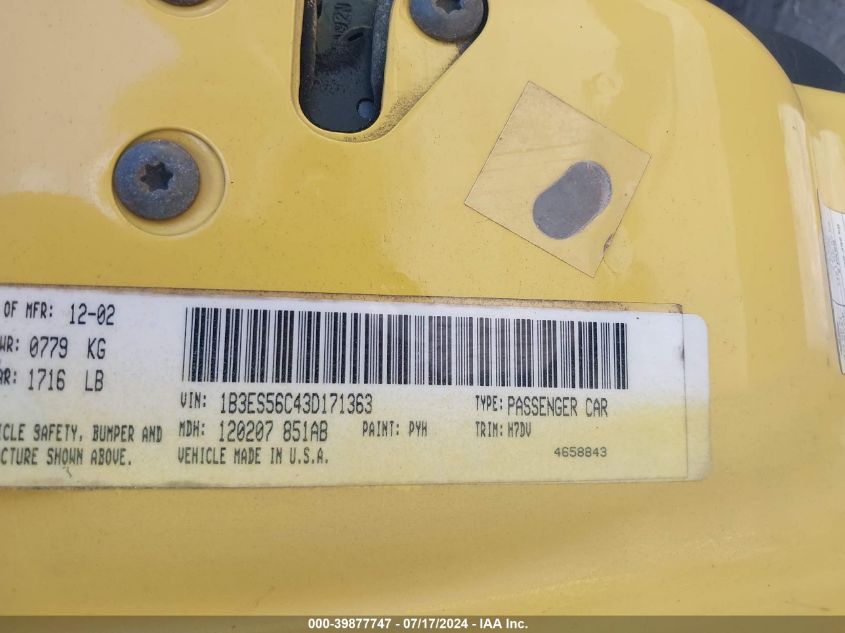 OF MFR: 12-02
WR: 0779 KG
AR: 1716 LB
VIN: 1B3ES56C43D171363
TYPE: PASSENGER CAR
MDH: 120207 851AB
PAINT: PYH
TRIM: M7DV
ICLE SAFETY, BUMPER AND
VEHICLE MADE IN U.S.A.
4658843
CTURE SHOWN ABOVE.
000-39877747 - 07/17/2024 - IAA Inc.